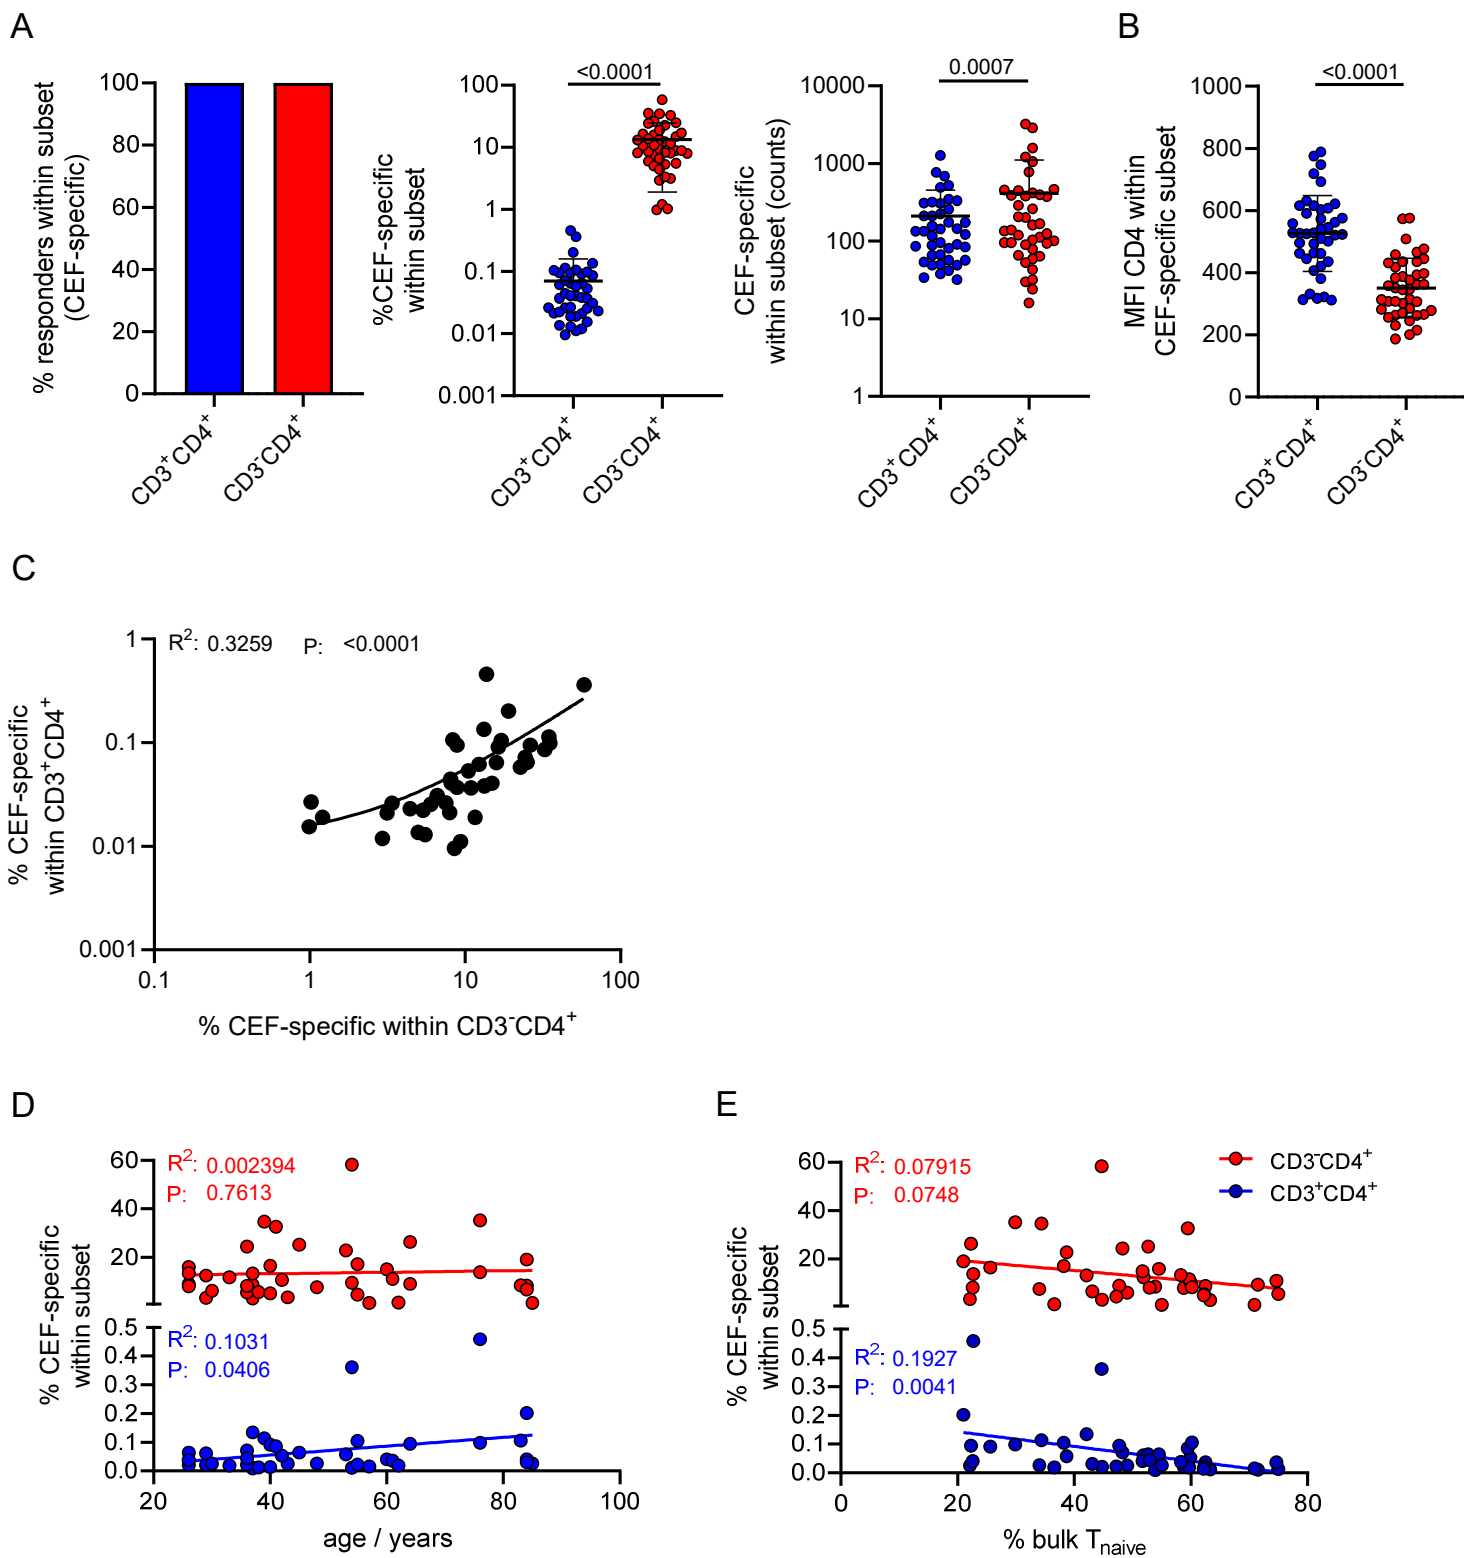 A
B
% responders within subset
(CEF-specific)
100
80
60
40
20
0
CD3⁺CD4⁺
CD3⁻CD4⁺
%CEF-specific
within subset
<0.0001
100
10
1
0.1
0.01
0.001
CD3⁺CD4⁺
CD3⁻CD4⁺
CEF-specific
within subset (counts)
0.0007
10000
1000
100
10
1
CD3⁺CD4⁺
CD3⁻CD4⁺
MFI CD4 within
CEF-specific subset
<0.0001
1000
800
600
400
200
0
CD3⁺CD4⁺
CD3⁻CD4⁺
C
R²: 0.3259 P: <0.0001
% CEF-specific
within CD3⁺CD4⁺
1
0.1
0.01
0.001
0.1 1 10 100
% CEF-specific within CD3⁻CD4⁺
D
R²: 0.002394
P: 0.7613
% CEF-specific
within subset
60
40
20
0.5
0.4
0.3
0.2
0.1
0.0
R²: 0.1031
P: 0.0406
20 40 60 80 100
age / years
E
R²: 0.07915
P: 0.0748
CD3⁻CD4⁺
CD3⁺CD4⁺
% CEF-specific
within subset
60
40
20
0.5
0.4
0.3
0.2
0.1
0.0
R²: 0.1927
P: 0.0041
0 20 40 60 80
% bulk Tnaive